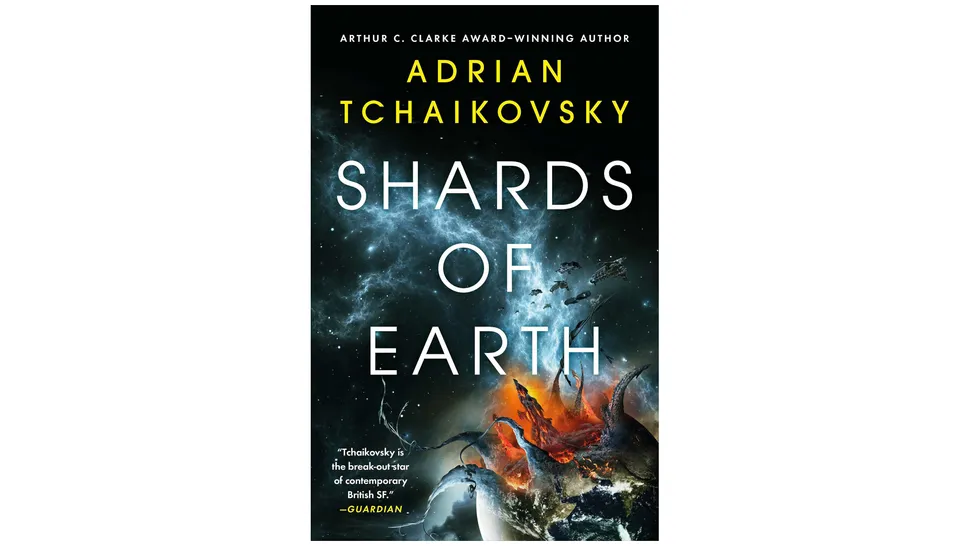 ARTHUR C. CLARKE AWARD–WINNING AUTHOR
ADRIAN
TCHAIKOVSKY
SHARDS
OF
EARTH
“Tchaikovsky is
the break-out star
of contemporary
British SF.”
—GUARDIAN